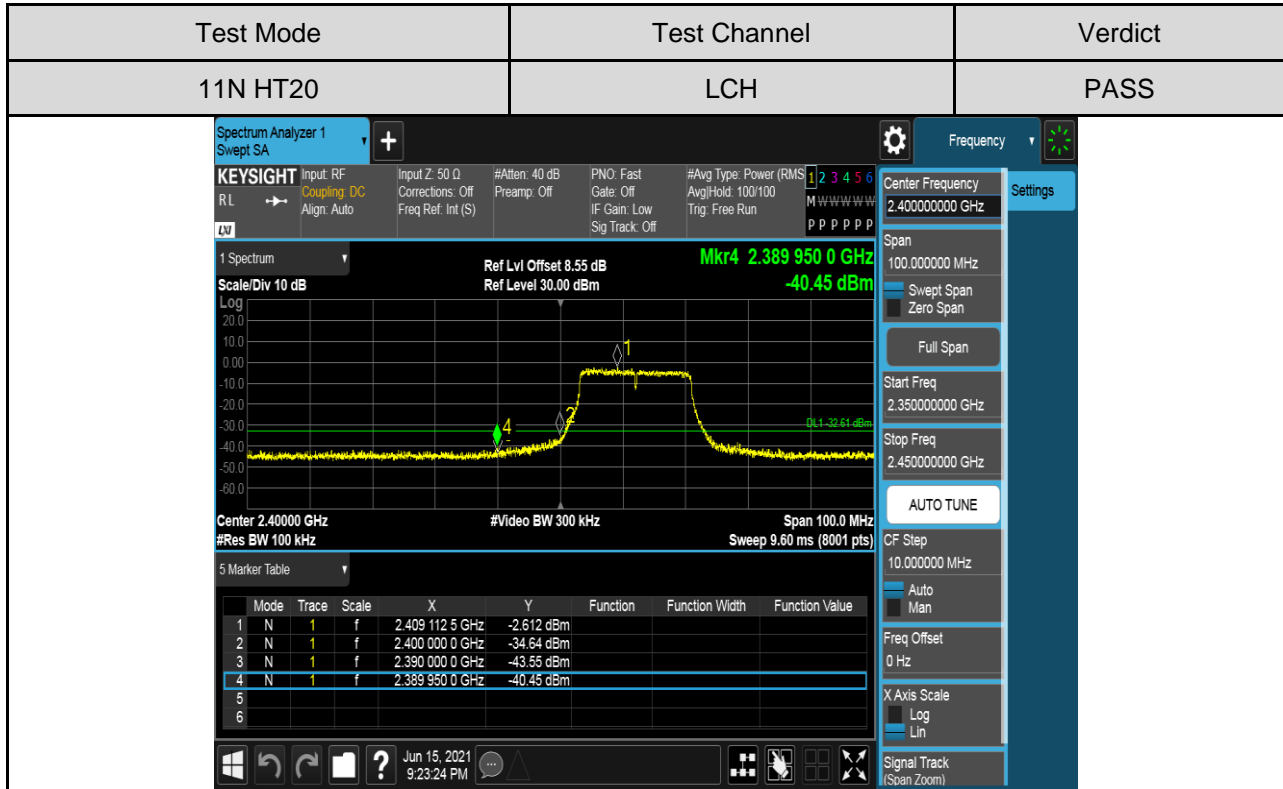 Test Mode Test Channel Verdict
11N HT20 LCH PASS
Spectrum Analyzer 1
Swept SA
Frequency
KEYSIGHT Input: RF Input Z: 50 Ω #Atten: 40 dB PNO: Fast #Avg Type: Power (RMS 1 2 3 4 5 6
RL Coupling: DC Corrections: Off Preamp: Off Gate: Off Avg|Hold: 100/100 M W W W W W
Align: Auto Freq Ref: Int (S) IF Gain: Low Trig: Free Run
LXI Sig Track: Off P P P P P P
1 Spectrum
Ref Lvl Offset 8.55 dB
Mkr4 2.389 950 0 GHz
Scale/Div 10 dB Ref Level 30.00 dBm -40.45 dBm
Log
20.0
10.0
0.00
-10.0
-20.0
-30.0
-40.0
-50.0
-60.0
1
2
4
DL1 -32.61 dBm
Center 2.40000 GHz #Video BW 300 kHz Span 100.0 MHz
#Res BW 100 kHz Sweep 9.60 ms (8001 pts)
5 Marker Table
Mode Trace Scale X Y Function Function Width Function Value
1 N 1 f 2.409 112 5 GHz -2.612 dBm
2 N 1 f 2.400 000 0 GHz -34.64 dBm
3 N 1 f 2.390 000 0 GHz -43.55 dBm
4 N 1 f 2.389 950 0 GHz -40.45 dBm
5
6
Jun 15, 2021
9:23:24 PM
Center Frequency
2.400000000 GHz
Settings
Span
100.000000 MHz
Swept Span
Zero Span
Full Span
Start Freq
2.350000000 GHz
Stop Freq
2.450000000 GHz
AUTO TUNE
CF Step
10.000000 MHz
Auto
Man
Freq Offset
0 Hz
X Axis Scale
Log
Lin
Signal Track
(Span Zoom)